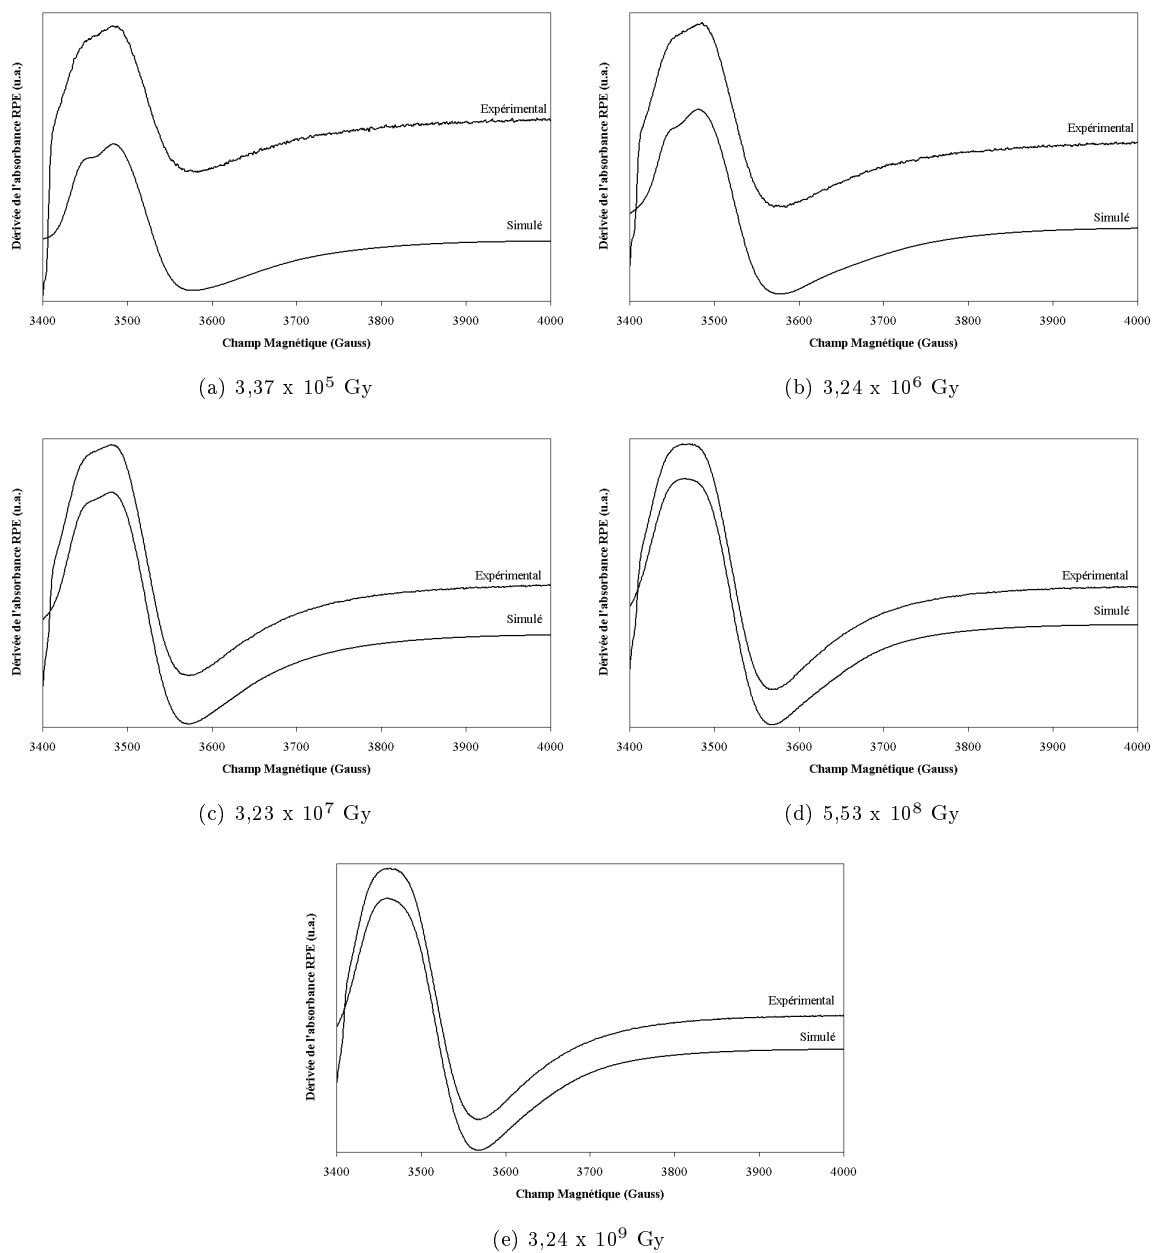 Dérivée de l'absorbance RPE (u.a.)
Expérimental
Simulé
3400 3500 3600 3700 3800 3900 4000
Champ Magnétique (Gauss)
(a) 3,37 x 10⁵ Gy
Dérivée de l'absorbance RPE (u.a.)
Expérimental
Simulé
3400 3500 3600 3700 3800 3900 4000
Champ Magnétique (Gauss)
(b) 3,24 x 10⁶ Gy
Dérivée de l'absorbance RPE (u.a.)
Expérimental
Simulé
3400 3500 3600 3700 3800 3900 4000
Champ Magnétique (Gauss)
(c) 3,23 x 10⁷ Gy
Dérivée de l'absorbance RPE (u.a.)
Expérimental
Simulé
3400 3500 3600 3700 3800 3900 4000
Champ Magnétique (Gauss)
(d) 5,53 x 10⁸ Gy
Dérivée de l'absorbance RPE (u.a.)
Expérimental
Simulé
3400 3500 3600 3700 3800 3900 4000
Champ Magnétique (Gauss)
(e) 3,24 x 10⁹ Gy